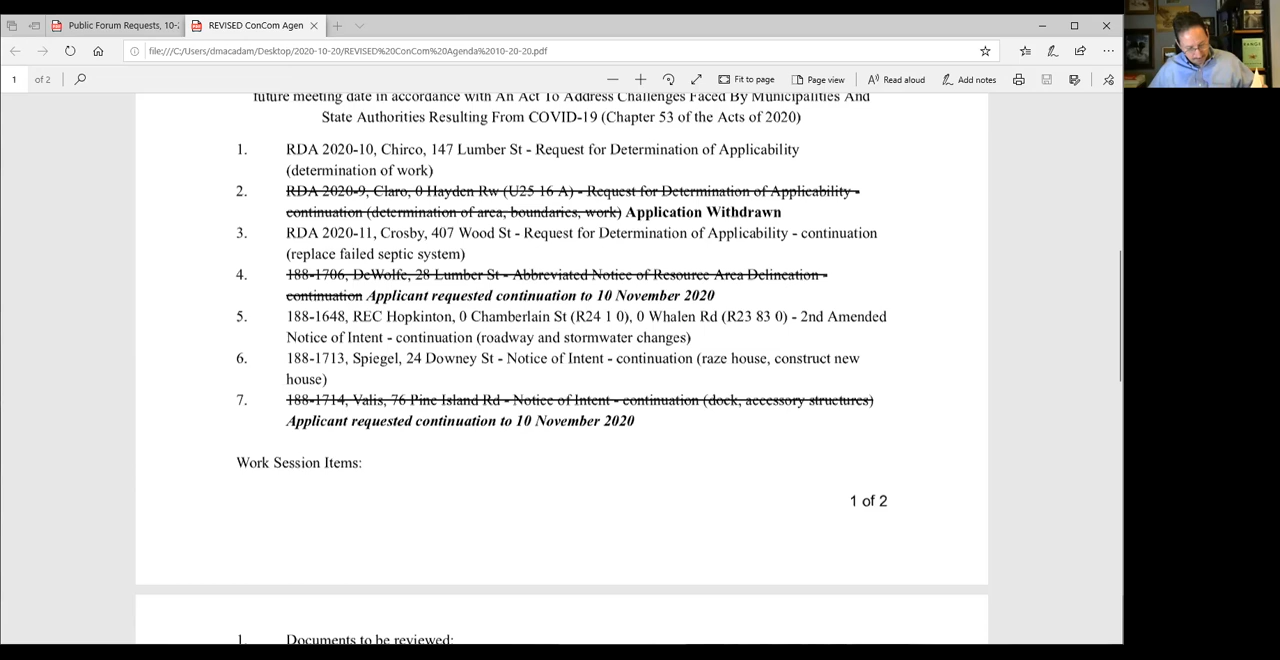 Public Forum Requests, 10-2
REVISED ConCom Agen
file:///C:/Users/dmacadam/Desktop/2020-10-20/REVISED%20ConCom%20Agenda%2010-20-20.pdf
1 of 2 Fit to page Page view Read aloud Add notes
future meeting date in accordance with An Act To Address Challenges Faced By Municipalities And
State Authorities Resulting From COVID-19 (Chapter 53 of the Acts of 2020)
1. RDA 2020-10, Chirco, 147 Lumber St - Request for Determination of Applicability
(determination of work)
2. RDA 2020-9, Claro, 0 Hayden Rw (U25 16 A) - Request for Determination of Applicability -
continuation (determination of area, boundaries, work) Application Withdrawn
3. RDA 2020-11, Crosby, 407 Wood St - Request for Determination of Applicability - continuation
(replace failed septic system)
4. 188-1706, DeWolfe, 28 Lumber St - Abbreviated Notice of Resource Area Delineation -
continuation Applicant requested continuation to 10 November 2020
5. 188-1648, REC Hopkinton, 0 Chamberlain St (R24 1 0), 0 Whalen Rd (R23 83 0) - 2nd Amended
Notice of Intent - continuation (roadway and stormwater changes)
6. 188-1713, Spiegel, 24 Downey St - Notice of Intent - continuation (raze house, construct new
house)
7. 188-1714, Valis, 76 Pine Island Rd - Notice of Intent - continuation (dock, accessory structures)
Applicant requested continuation to 10 November 2020
Work Session Items:
1 of 2
1. Documents to be reviewed: